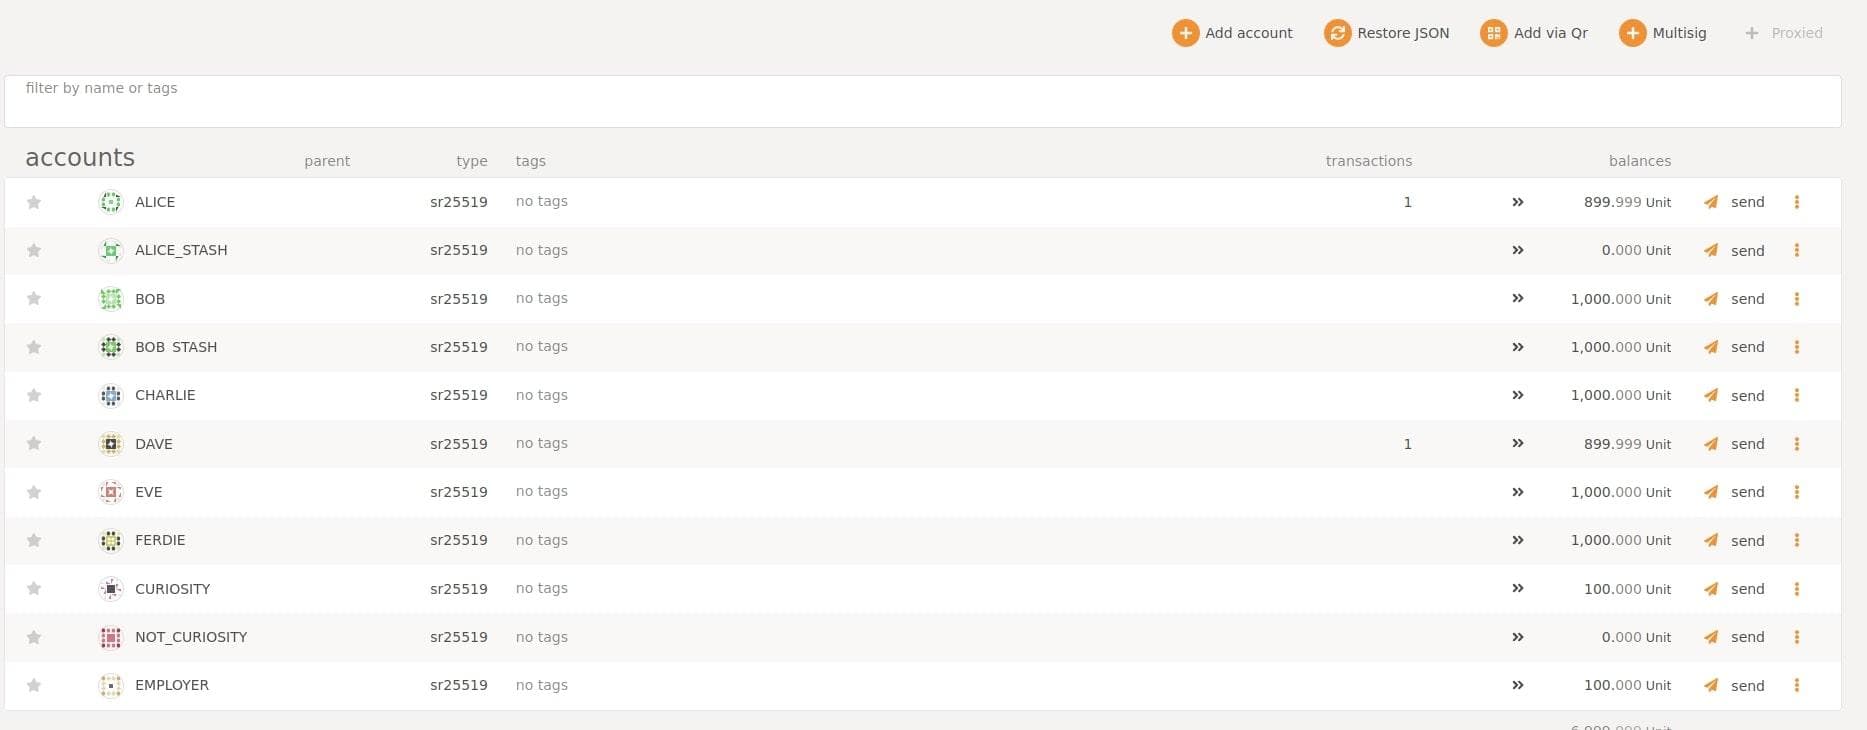 Add account Restore JSON Add via Qr Multisig Proxied
filter by name or tags
accounts parent type tags transactions balances
ALICE sr25519 no tags 1 899.999 Unit send
ALICE_STASH sr25519 no tags 0.000 Unit send
BOB sr25519 no tags 1,000.000 Unit send
BOB_STASH sr25519 no tags 1,000.000 Unit send
CHARLIE sr25519 no tags 1,000.000 Unit send
DAVE sr25519 no tags 1 899.999 Unit send
EVE sr25519 no tags 1,000.000 Unit send
FERDIE sr25519 no tags 1,000.000 Unit send
CURIOSITY sr25519 no tags 100.000 Unit send
NOT_CURIOSITY sr25519 no tags 0.000 Unit send
EMPLOYER sr25519 no tags 100.000 Unit send
Unit